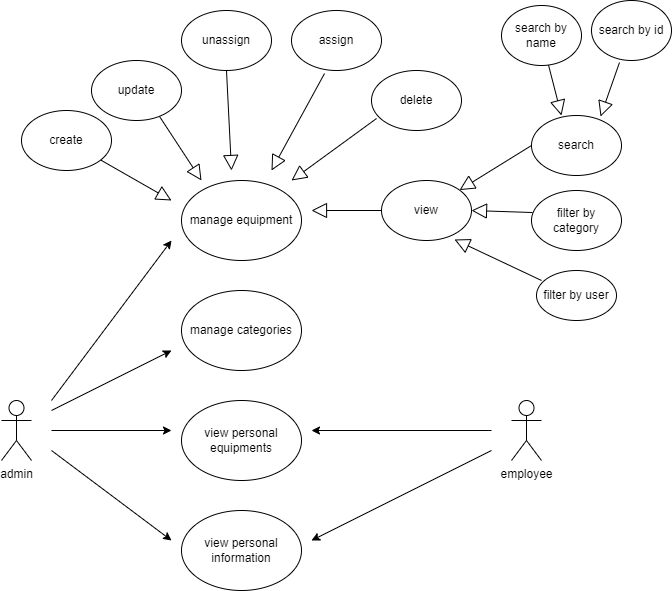 search by
name
search by id
unassign
assign
update
delete
create
search
manage equipment
view
filter by
category
filter by user
manage categories
view personal
equipments
admin
employee
view personal
information